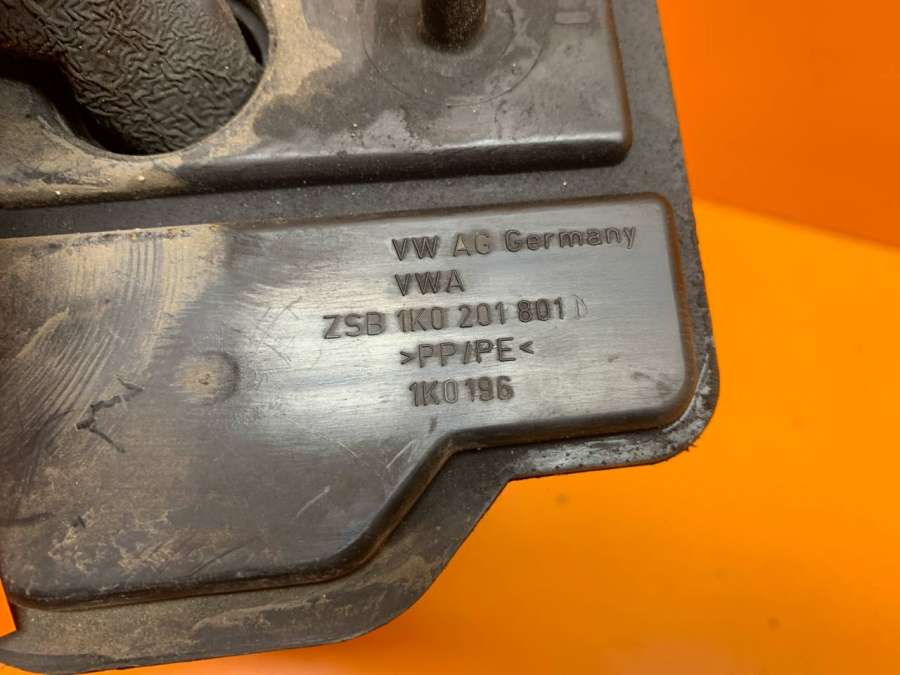 VW AG Germany
VWA
ZSB 1K0 201 801 D
>PP/PE<
1K0 196